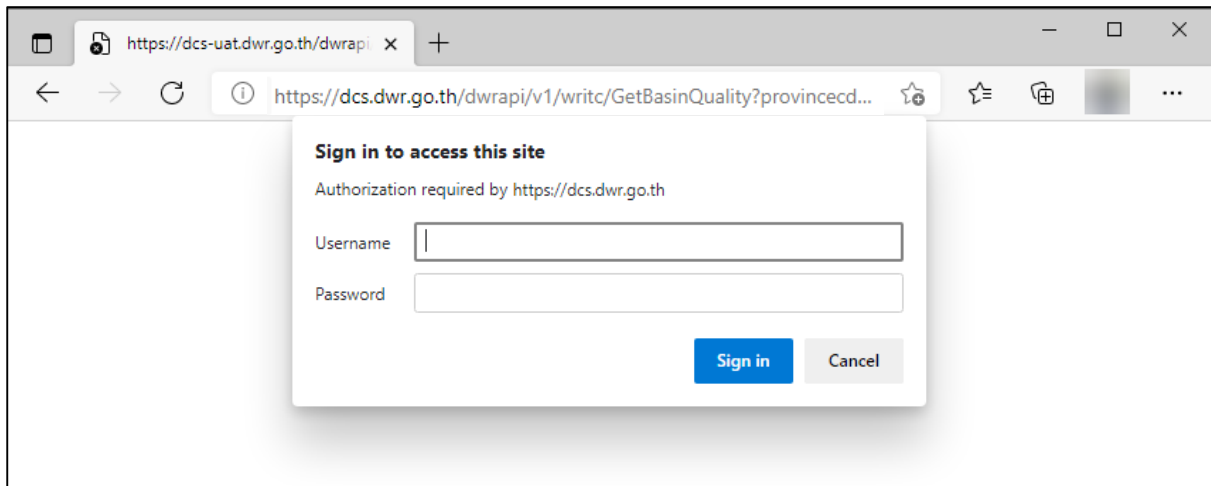 https://dcs-uat.dwr.go.th/dwrapi
https://dcs.dwr.go.th/dwrapi/v1/writc/GetBasinQuality?provincecd...
Sign in to access this site
Authorization required by https://dcs.dwr.go.th
Username
Password
Sign in Cancel